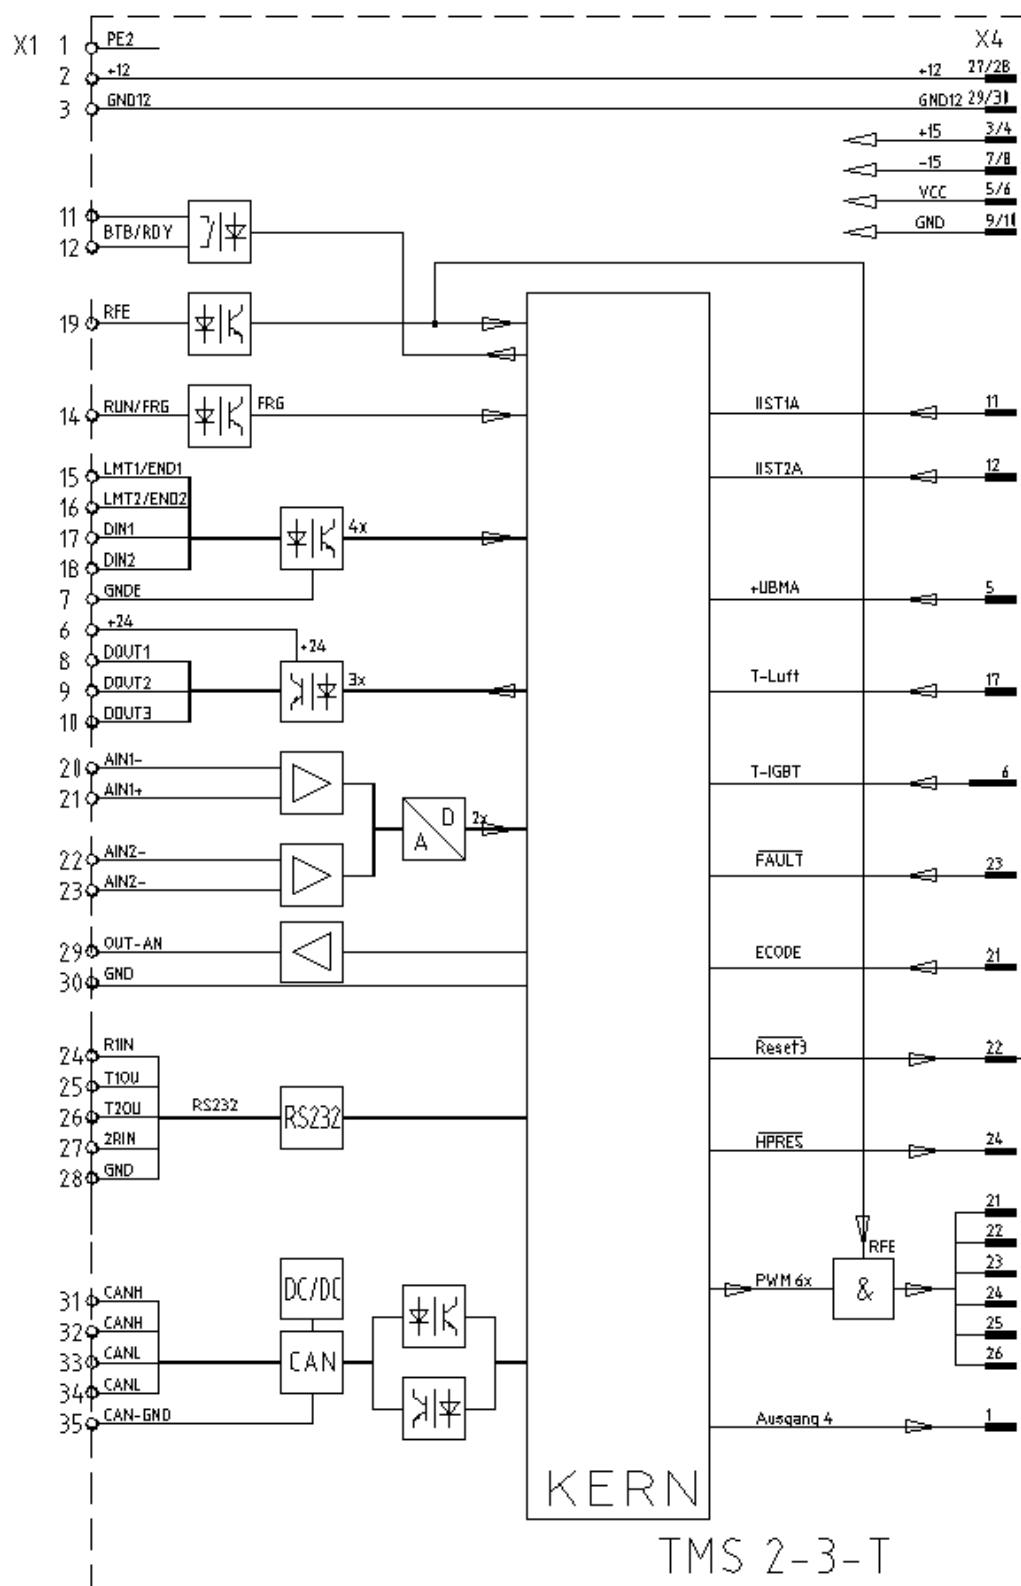 X1 1 PE2 X4
2 +12 +12 27/28
3 GND12 GND12 29/30
+15 3/4
-15 7/8
VCC 5/6
GND 9/10
11
12 BTB/RDY
19 RFE
14 RUN/FRG FRG
IIST1A 11
15 LMT1/END1
IIST2A 12
16 LMT2/END2
17 DIN1 4x
18 DIN2
7 GNDE
+UBMA 5
6 +24
+24
8 DOUT1
9 DOUT2 3x
10 DOUT3
T-Luft 17
20 AIN1-
21 AIN1+
T-IGBT 6
A D 2x
22 AIN2-
23 AIN2-
FAULT 23
29 OUT-AN
30 GND
ECODE 21
24 R1IN
25 T1OU
26 T2OU RS232 RS232
27 2RIN
28 GND
Reset3 22
HPRES 24
21
22
RFE
23
PWM 6x &
24
25
26
DC/DC
31 CANH
32 CANH
33 CANL CAN
34 CANL
35 CAN-GND
Ausgang 4 1
KERN
TMS 2-3-T